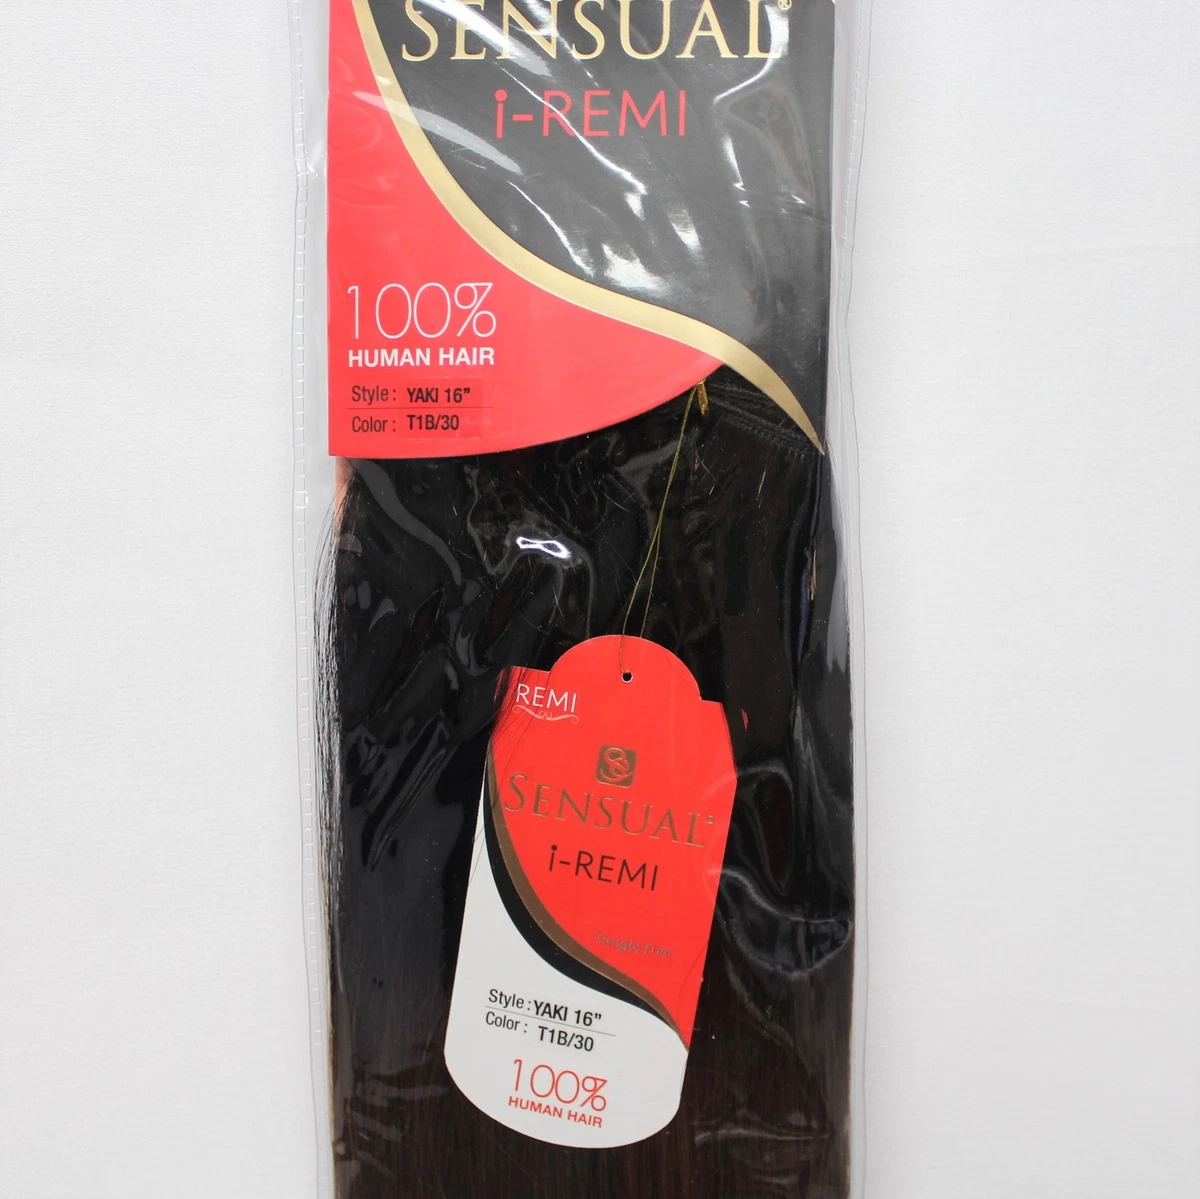 SENSUAL®
i-REMI
100%
HUMAN HAIR
Style : YAKI 16”
Color : T1B/30
REMI
SENSUAL
i-REMI
Tangle Free
Style : YAKI 16”
Color : T1B/30
100%
HUMAN HAIR